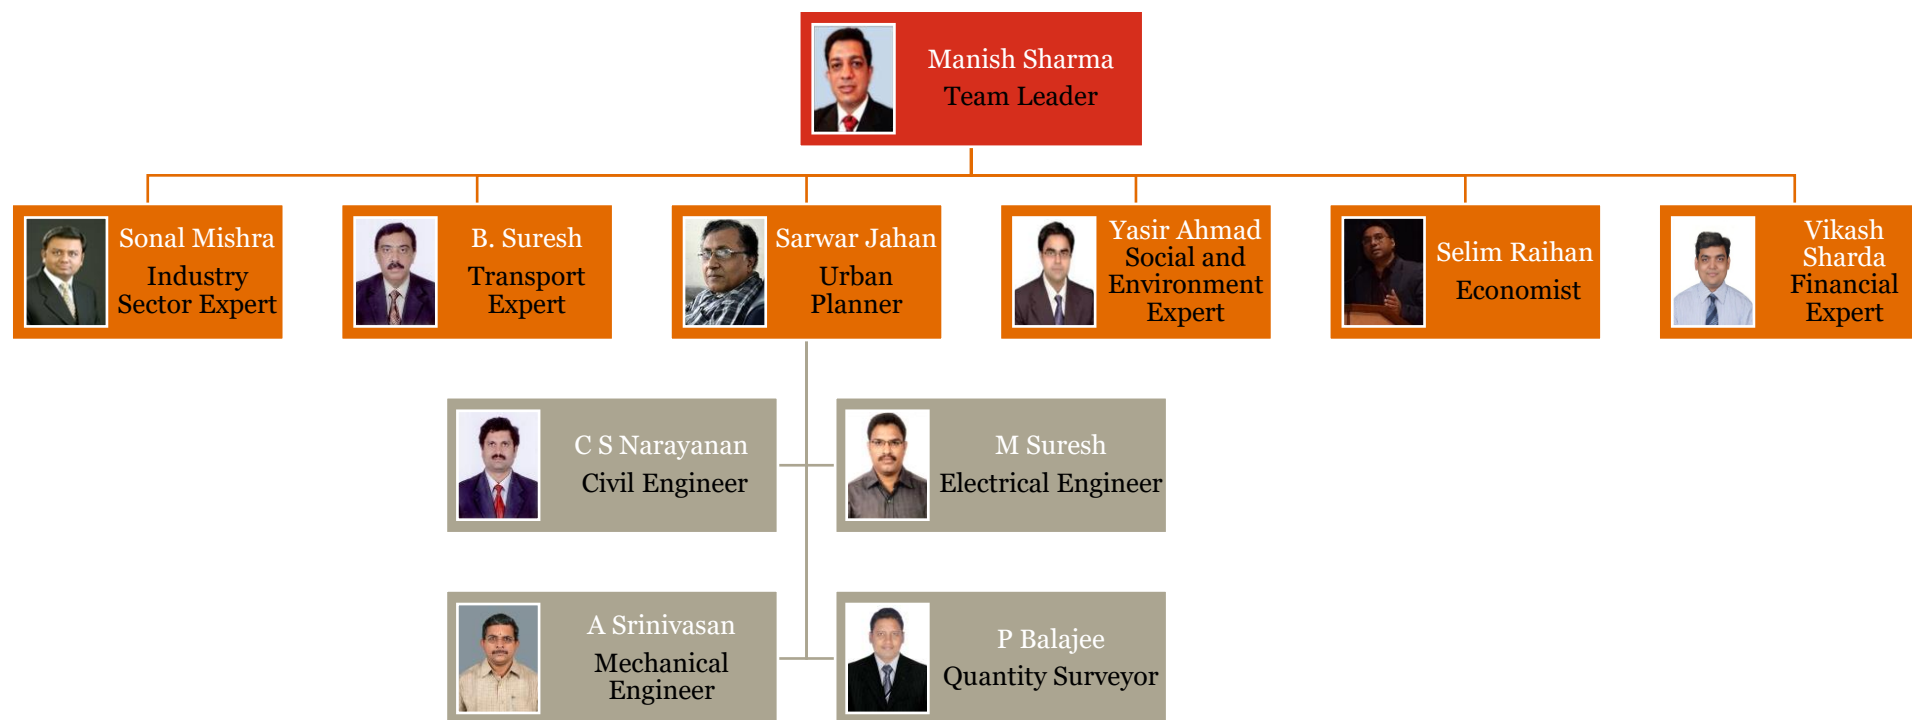 Manish Sharma
Team Leader
Sonal Mishra
Industry
Sector Expert
B. Suresh
Transport
Expert
Sarwar Jahan
Urban
Planner
Yasir Ahmad
Social and
Environment
Expert
Selim Raihan
Economist
Vikash
Sharda
Financial
Expert
C S Narayanan
Civil Engineer
M Suresh
Electrical Engineer
A Srinivasan
Mechanical
Engineer
P Balajee
Quantity Surveyor